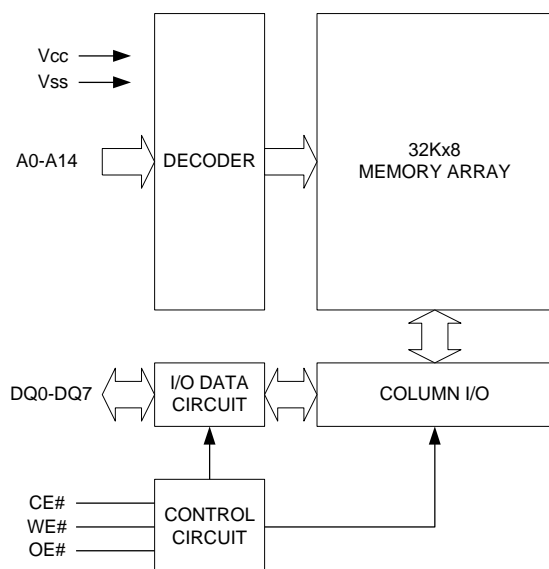 Vcc
Vss
A0-A14
DECODER
32Kx8
MEMORY ARRAY
DQ0-DQ7
I/O DATA
CIRCUIT
COLUMN I/O
CE#
WE#
OE#
CONTROL
CIRCUIT